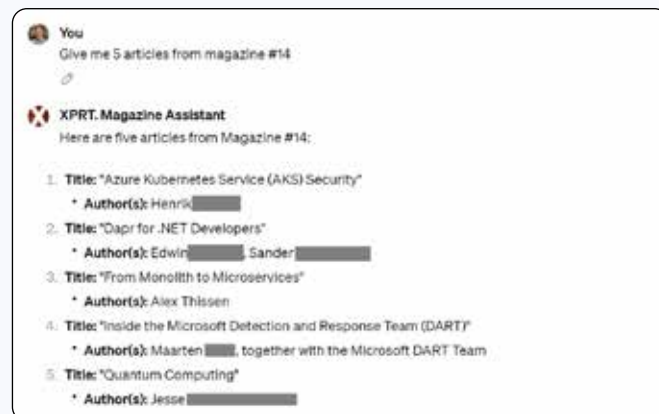 You
Give me 5 articles from magazine #14
XPRT. Magazine Assistant
Here are five articles from Magazine #14:
1. Title: "Azure Kubernetes Service (AKS) Security"
• Author(s): Henrik
2. Title: "Dapr for .NET Developers"
• Author(s): Edwin , Sander
3. Title: "From Monolith to Microservices"
• Author(s): Alex Thissen
4. Title: "Inside the Microsoft Detection and Response Team (DART)"
• Author(s): Maarten , together with the Microsoft DART Team
5. Title: "Quantum Computing"
• Author(s): Jesse